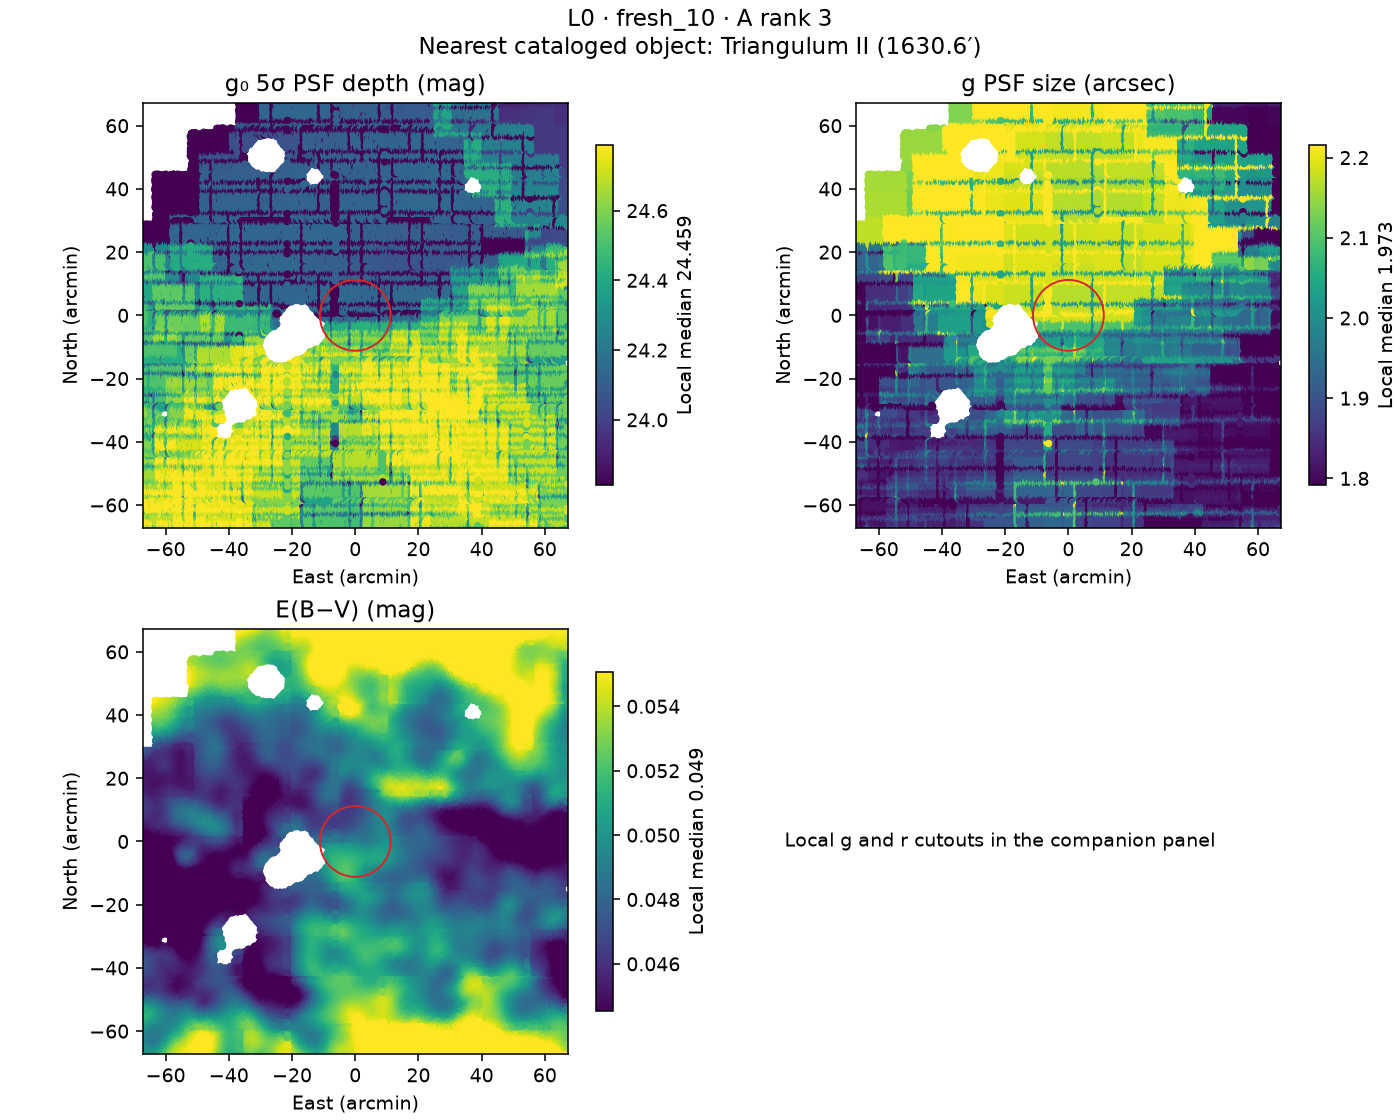 L0 · fresh_10 · A rank 3
Nearest cataloged object: Triangulum II (1630.6′)
g₀ 5σ PSF depth (mag)
60
40
20
0
−20
−40
−60
−60 −40 −20 0 20 40 60
North (arcmin)
East (arcmin)
24.6
24.4
24.2
24.0
Local median 24.459
g PSF size (arcsec)
60
40
20
0
−20
−40
−60
−60 −40 −20 0 20 40 60
North (arcmin)
East (arcmin)
2.2
2.1
2.0
1.9
1.8
Local median 1.973
E(B−V) (mag)
60
40
20
0
−20
−40
−60
−60 −40 −20 0 20 40 60
North (arcmin)
East (arcmin)
0.054
0.052
0.050
0.048
0.046
Local median 0.049
Local g and r cutouts in the companion panel